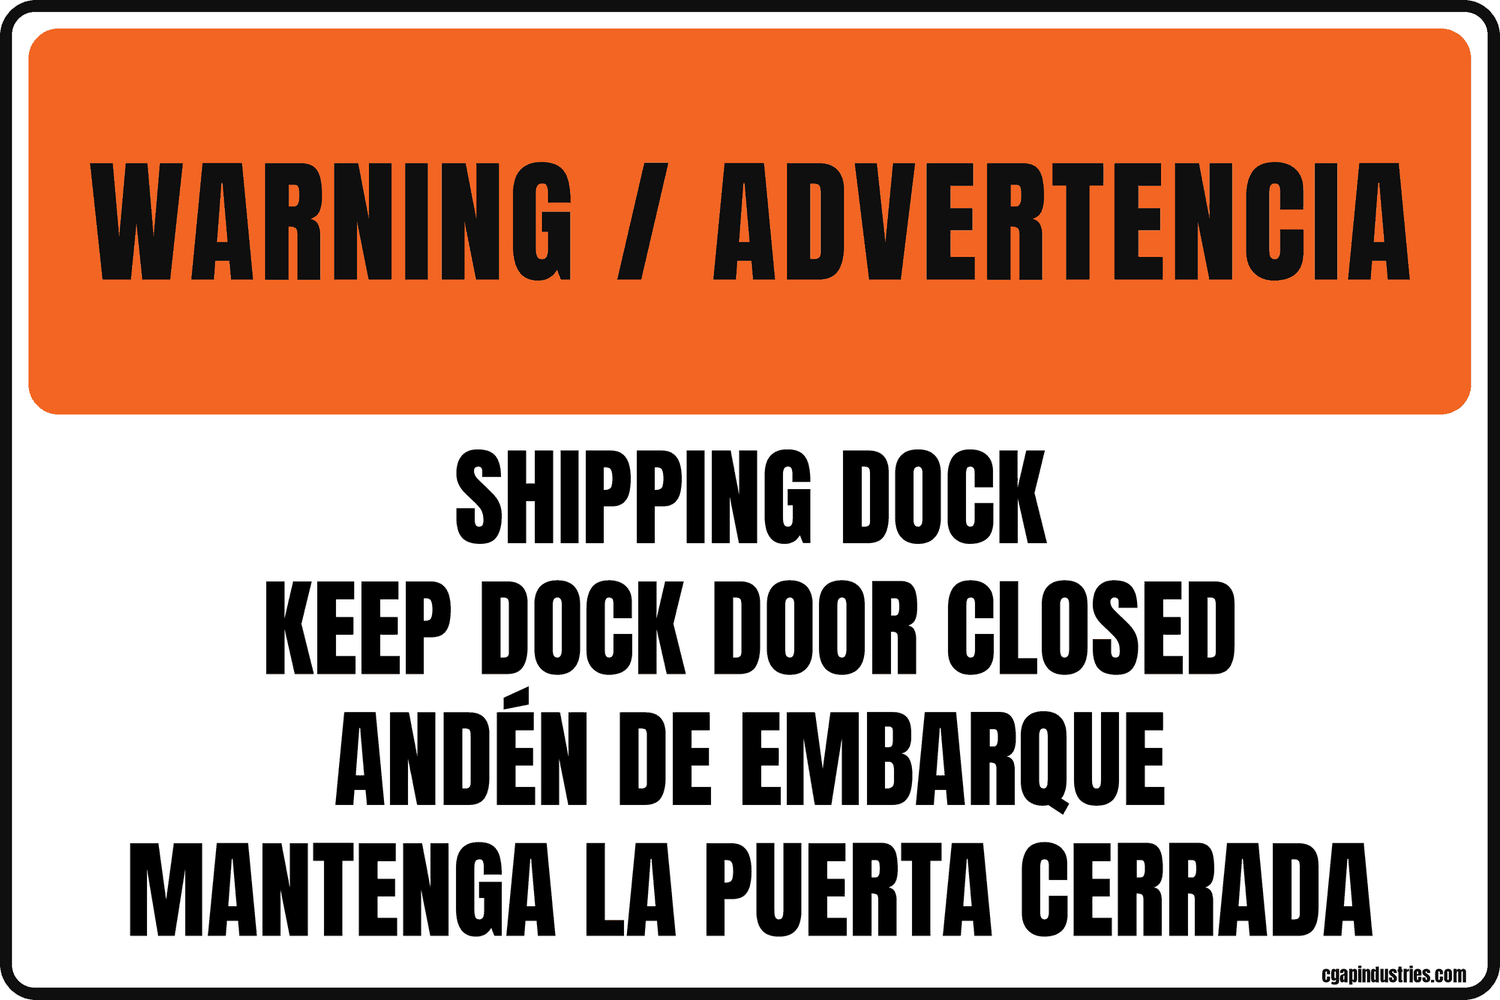 WARNING / ADVERTENCIA
SHIPPING DOCK
KEEP DOCK DOOR CLOSED
ANDÉN DE EMBARQUE
MANTENGA LA PUERTA CERRADA
cgapindustries.com